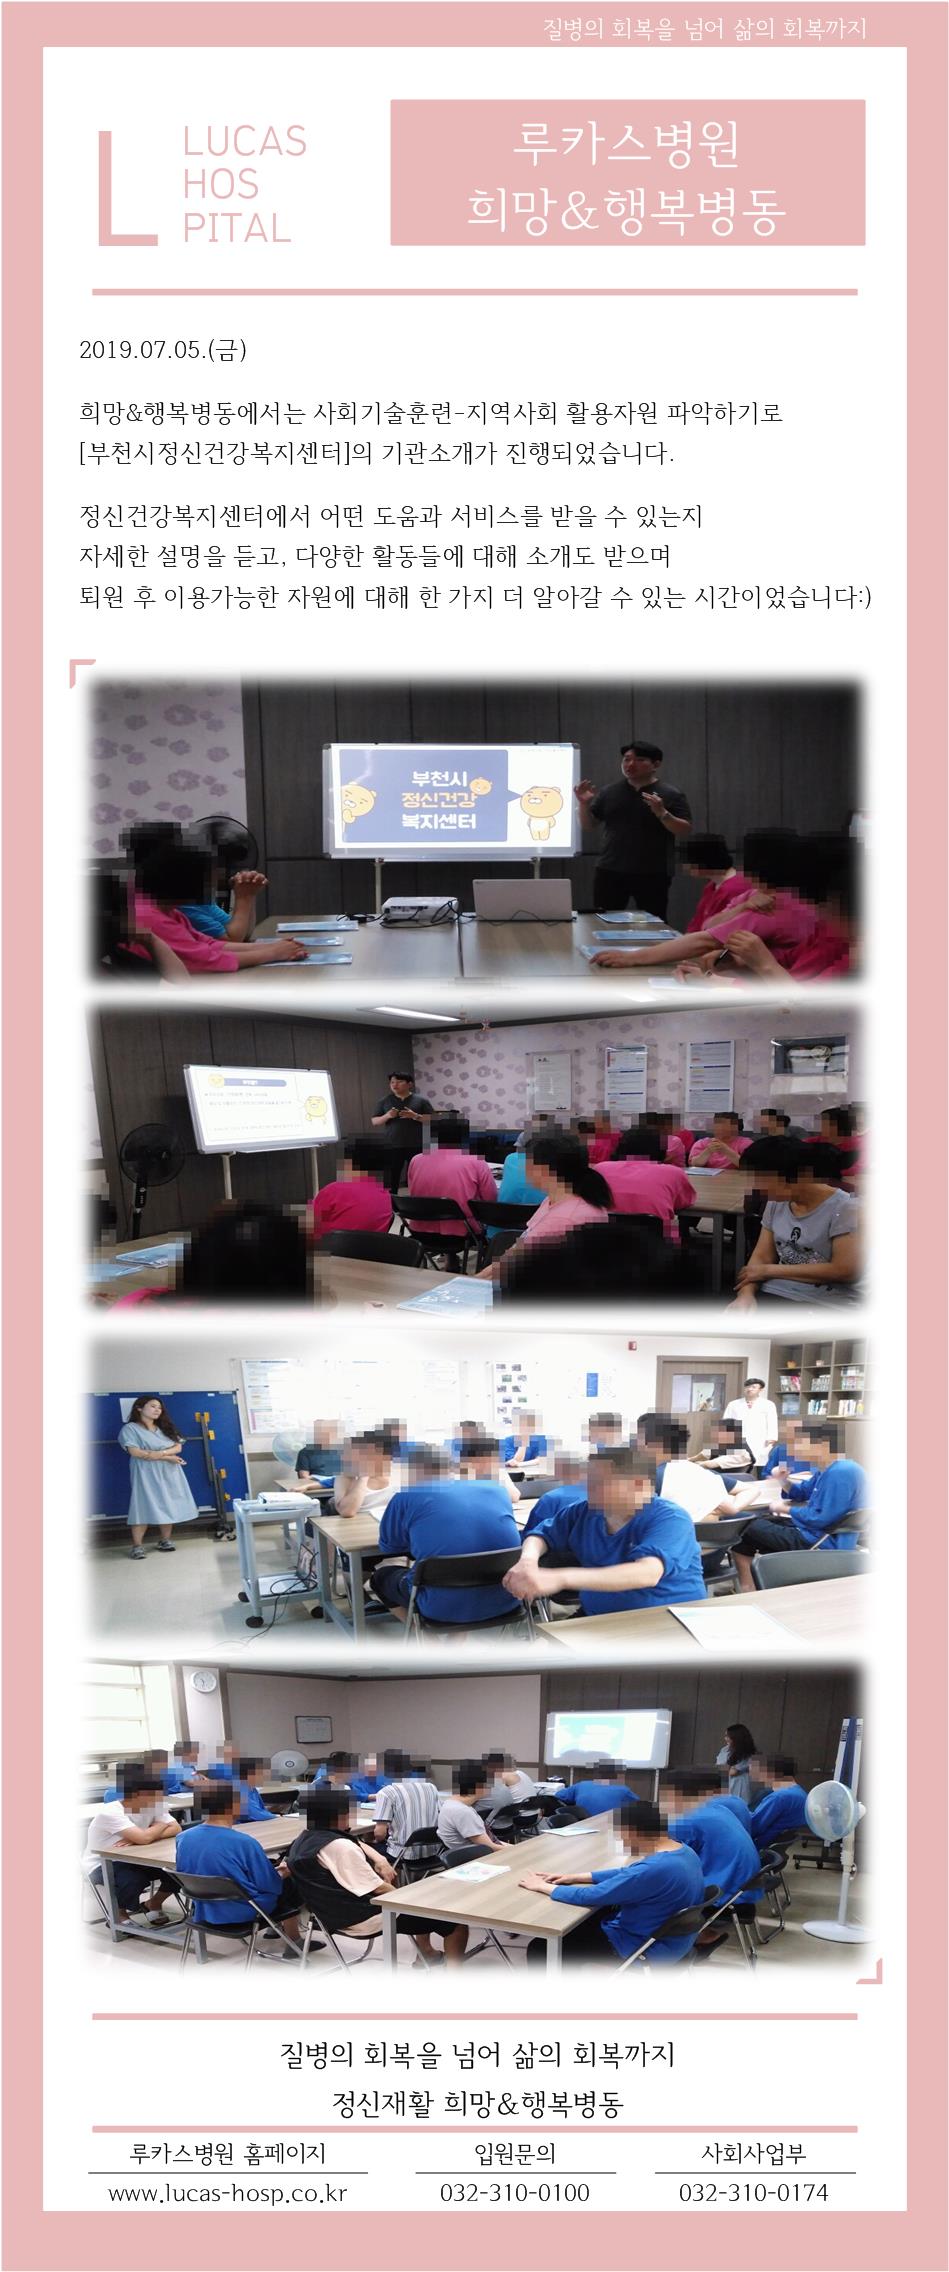 질병의 회복을 넘어 삶의 회복까지
LUCAS
HOS
PITAL
루카스병원
희망&행복병동
2019.07.05.(금)
희망&행복병동에서는 사회기술훈련-지역사회 활용자원 파악하기로
[부천시정신건강복지센터]의 기관소개가 진행되었습니다.
정신건강복지센터에서 어떤 도움과 서비스를 받을 수 있는지
자세한 설명을 듣고, 다양한 활동들에 대해 소개도 받으며
퇴원 후 이용가능한 자원에 대해 한 가지 더 알아갈 수 있는 시간이었습니다:)
부천시
정신건강
복지센터
질병의 회복을 넘어 삶의 회복까지
정신재활 희망&행복병동
루카스병원 홈페이지
입원문의
사회사업부
www.lucas-hosp.co.kr
032-310-0100
032-310-0174